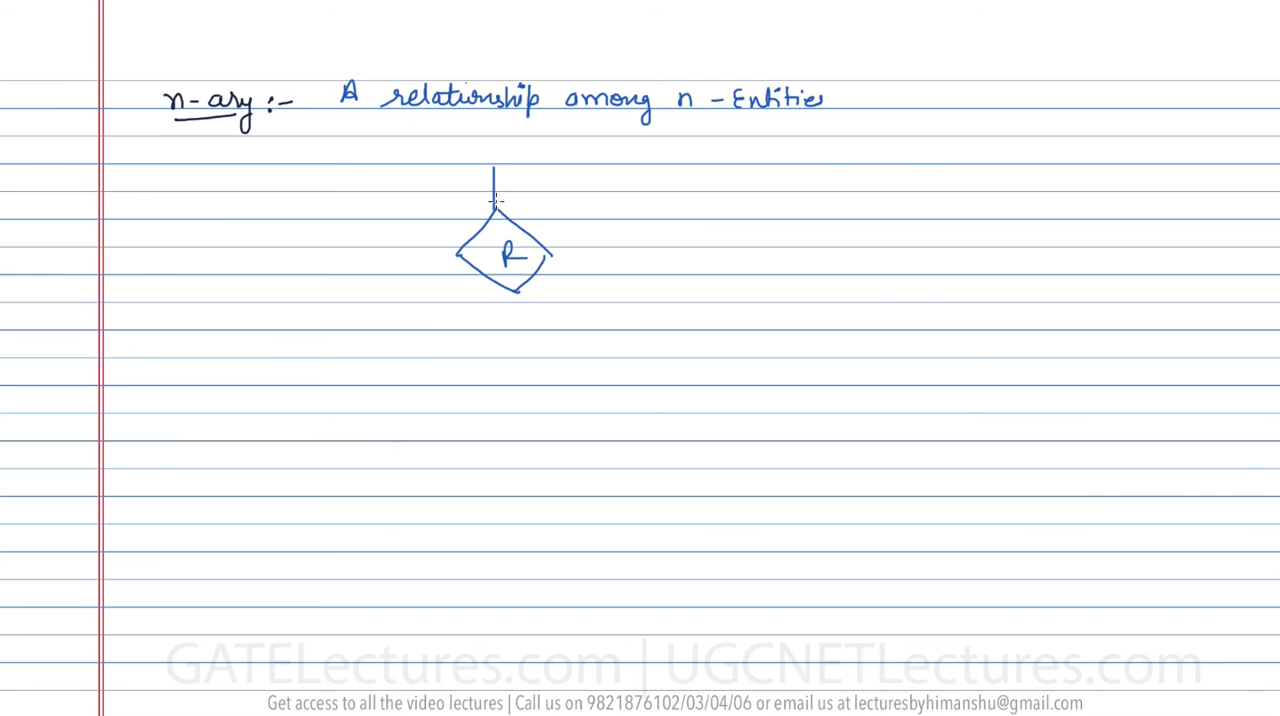 n-ary :- A relationship among n - Entities
R
GATELectures.com | UGCNETLectures.com
Get access to all the video lectures | Call us on 9821876102/03/04/06 or email us at lecturesbyhimanshu@gmail.com